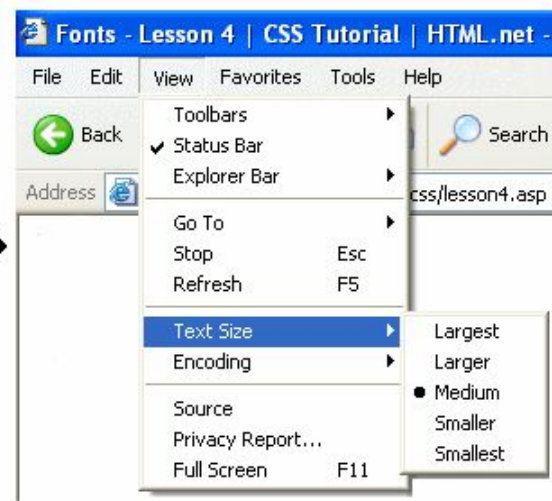 Fonts - Lesson 4 | CSS Tutorial | HTML.net -
File Edit View Favorites Tools Help
Back Search
Address css/lesson4.asp
Toolbars
Status Bar
Explorer Bar
Go To
Stop Esc
Refresh F5
Text Size
Encoding
Source
Privacy Report...
Full Screen F11
Largest
Larger
Medium
Smaller
Smallest